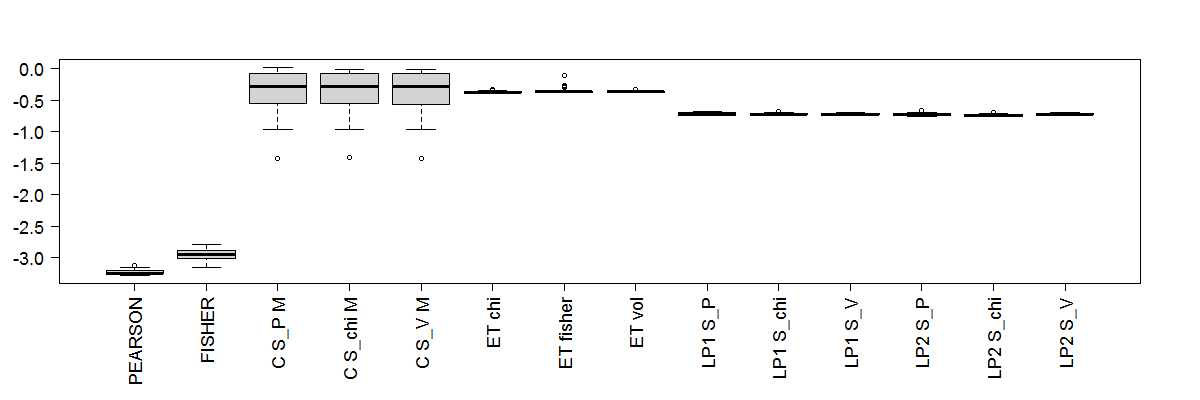 0.0
-0.5
-1.0
-1.5
-2.0
-2.5
-3.0
PEARSON
FISHER
C S_P M
C S_chi M
C S_V M
ET chi
ET fisher
ET vol
LP1 S_P
LP1 S_chi
LP1 S_V
LP2 S_P
LP2 S_chi
LP2 S_V